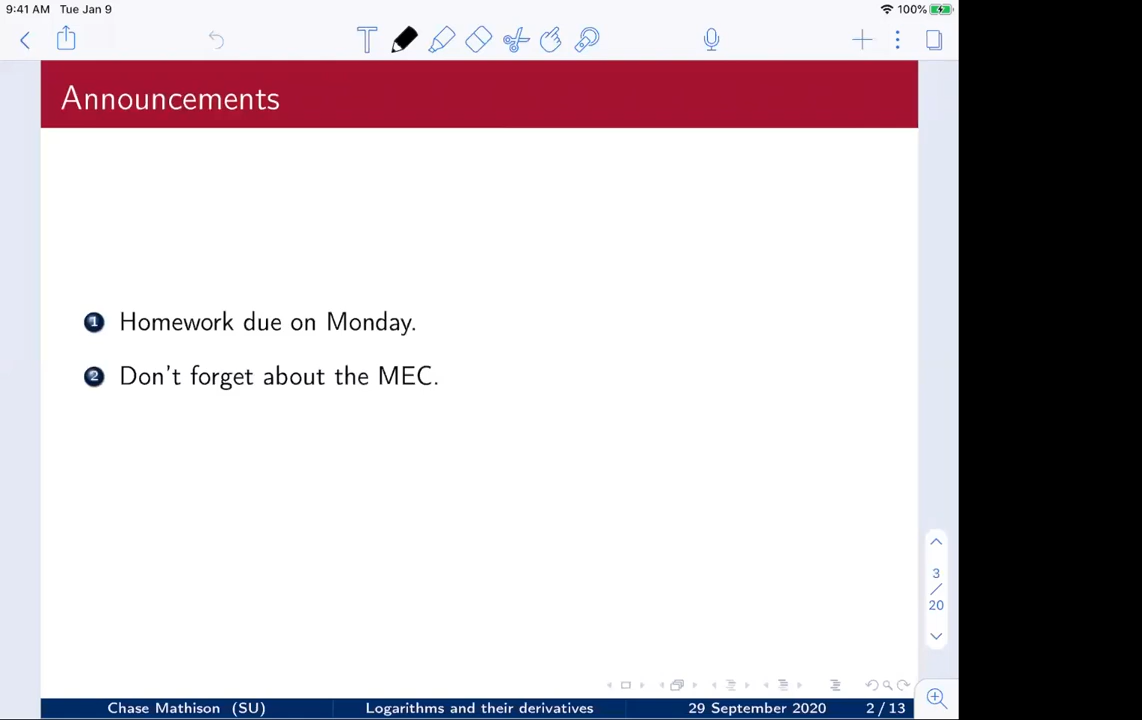 9:41 AM Tue Jan 9
100%
Announcements
1 Homework due on Monday.
2 Don't forget about the MEC.
3
/
20
Chase Mathison (SU) Logarithms and their derivatives 29 September 2020 2 / 13